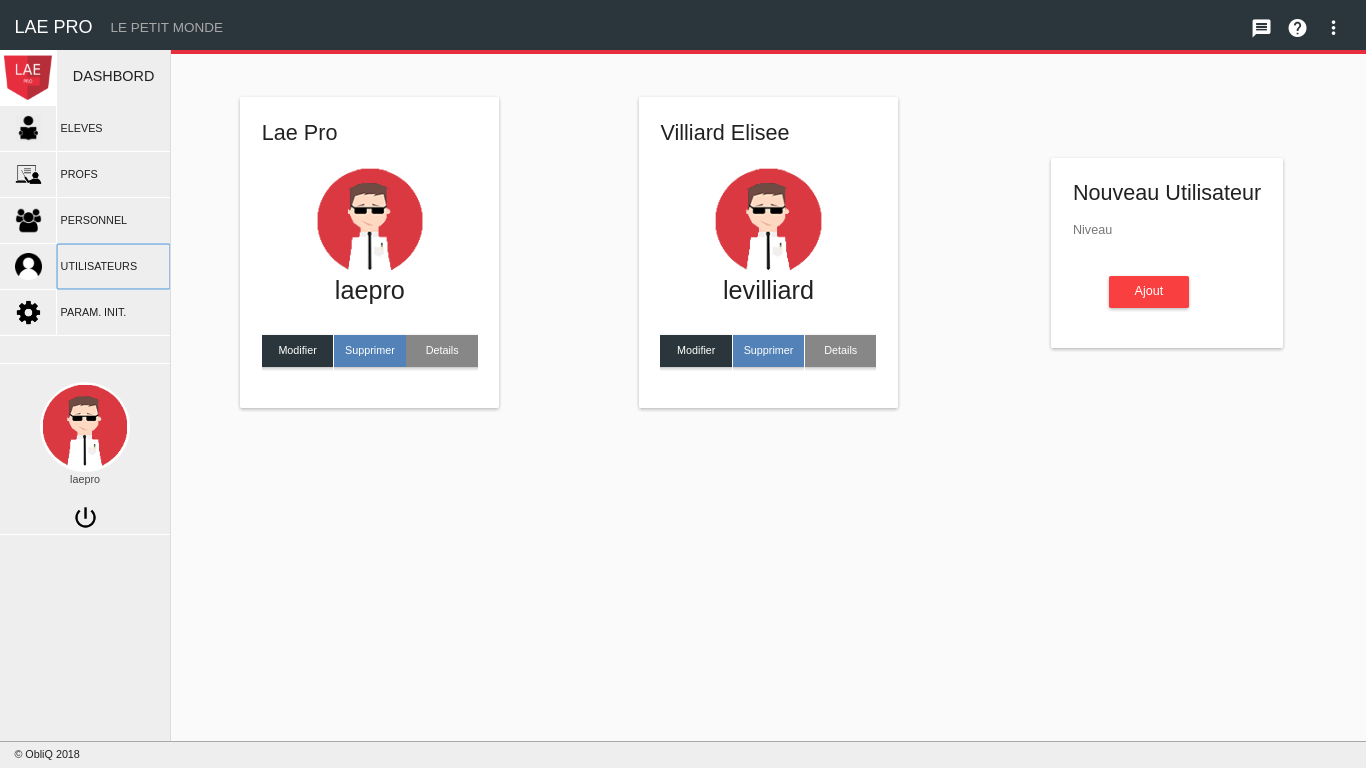 LAE PRO LE PETIT MONDE
LAE
PRO
DASHBORD
ELEVES
PROFS
PERSONNEL
UTILISATEURS
PARAM. INIT.
laepro
Lae Pro
laepro
Modifier Supprimer Details
Villiard Elisee
levilliard
Modifier Supprimer Details
Nouveau Utilisateur
Niveau
Ajout
© ObliQ 2018